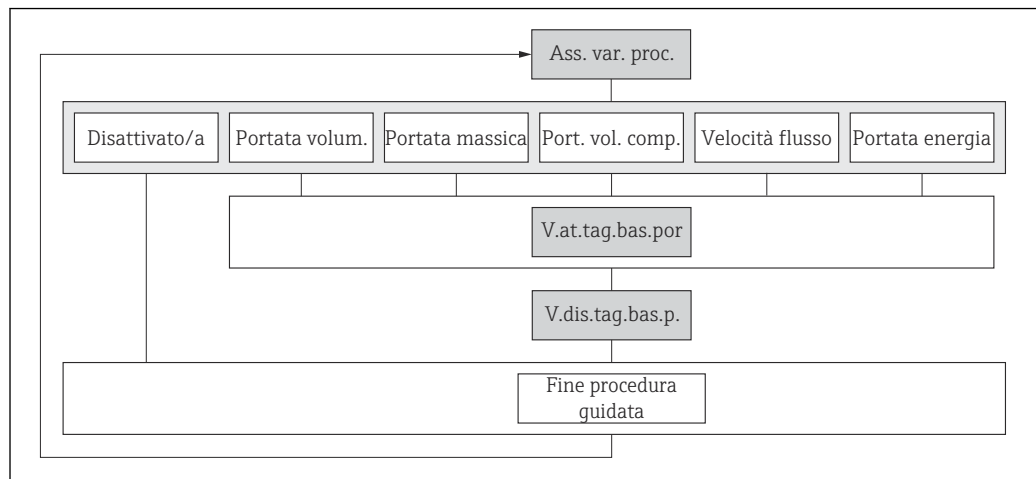 Ass. var. proc.
Disattivato/a
Portata volum.
Portata massica
Port. vol. comp.
Velocità flusso
Portata energia
V.at.tag.bas.por
V.dis.tag.bas.p.
Fine procedura
guidata